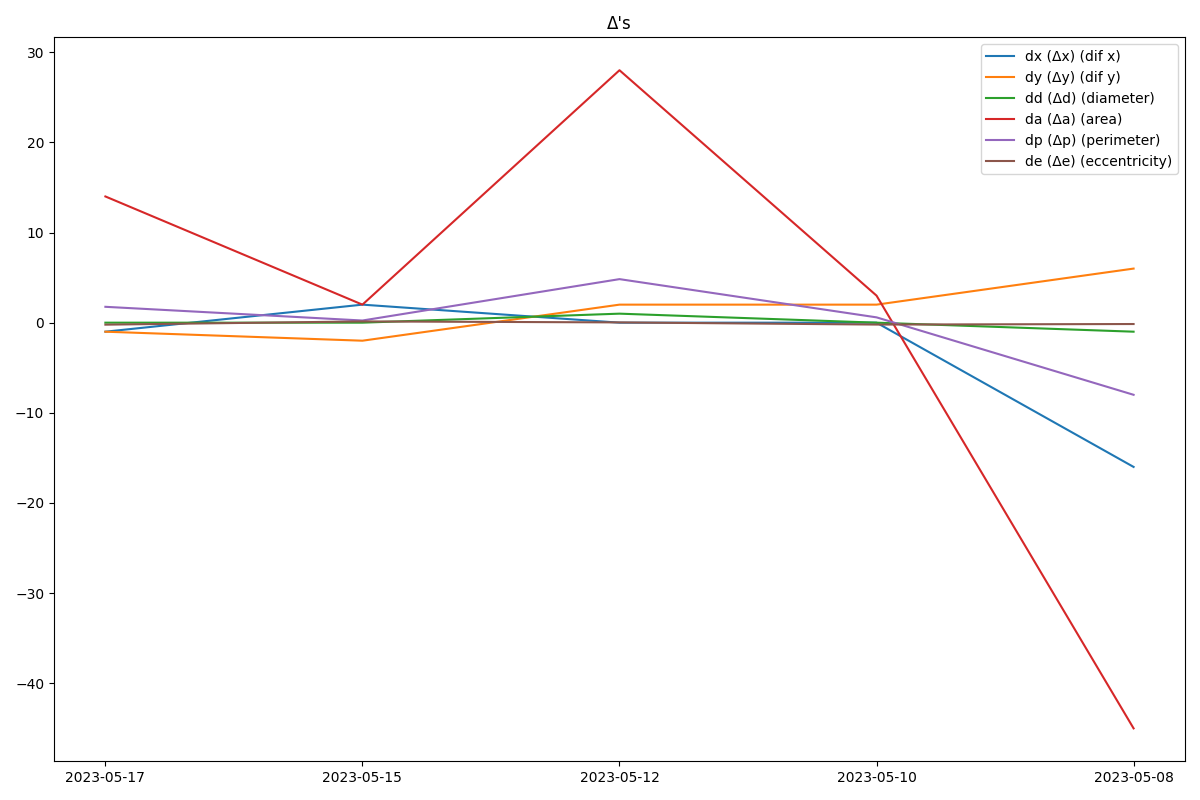 Δ's
dx (Δx) (dif x)
dy (Δy) (dif y)
dd (Δd) (diameter)
da (Δa) (area)
dp (Δp) (perimeter)
de (Δe) (eccentricity)
30
20
10
0
−10
−20
−30
−40
2023-05-17 2023-05-15 2023-05-12 2023-05-10 2023-05-08